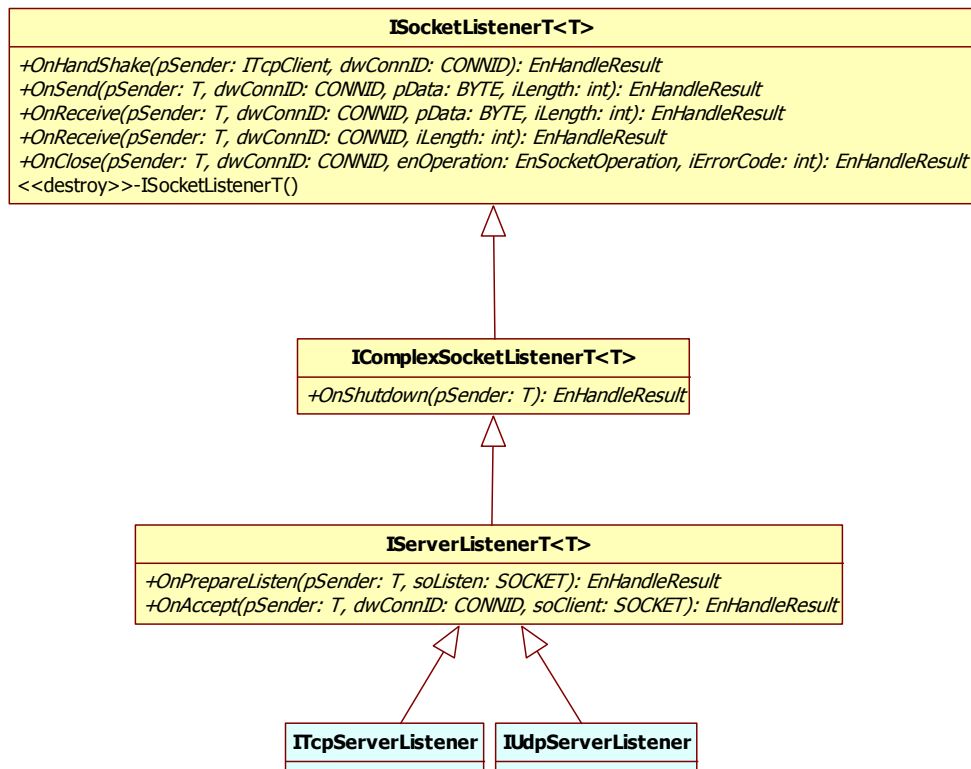 ISocketListenerT<T>
+OnHandShake(pSender: ITcpClient, dwConnID: CONNID): EnHandleResult
+OnSend(pSender: T, dwConnID: CONNID, pData: BYTE, iLength: int): EnHandleResult
+OnReceive(pSender: T, dwConnID: CONNID, pData: BYTE, iLength: int): EnHandleResult
+OnReceive(pSender: T, dwConnID: CONNID, iLength: int): EnHandleResult
+OnClose(pSender: T, dwConnID: CONNID, enOperation: EnSocketOperation, iErrorCode: int): EnHandleResult
<<destroy>>-ISocketListenerT()
IComplexSocketListenerT<T>
+OnShutdown(pSender: T): EnHandleResult
IServerListenerT<T>
+OnPrepareListen(pSender: T, soListen: SOCKET): EnHandleResult
+OnAccept(pSender: T, dwConnID: CONNID, soClient: SOCKET): EnHandleResult
ITcpServerListener IUdpServerListener